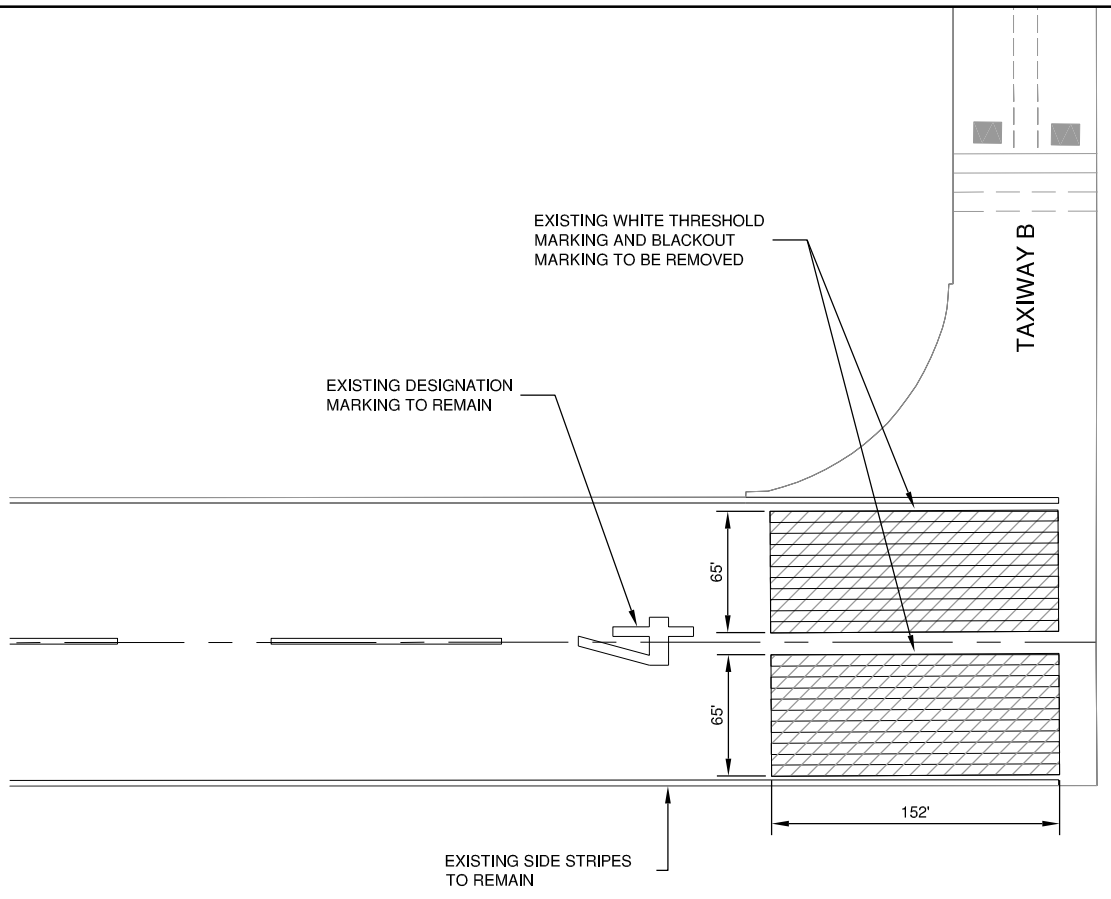 EXISTING WHITE THRESHOLD
MARKING AND BLACKOUT
MARKING TO BE REMOVED
TAXIWAY B
EXISTING DESIGNATION
MARKING TO REMAIN
4
65'
65'
152'
EXISTING SIDE STRIPES
TO REMAIN